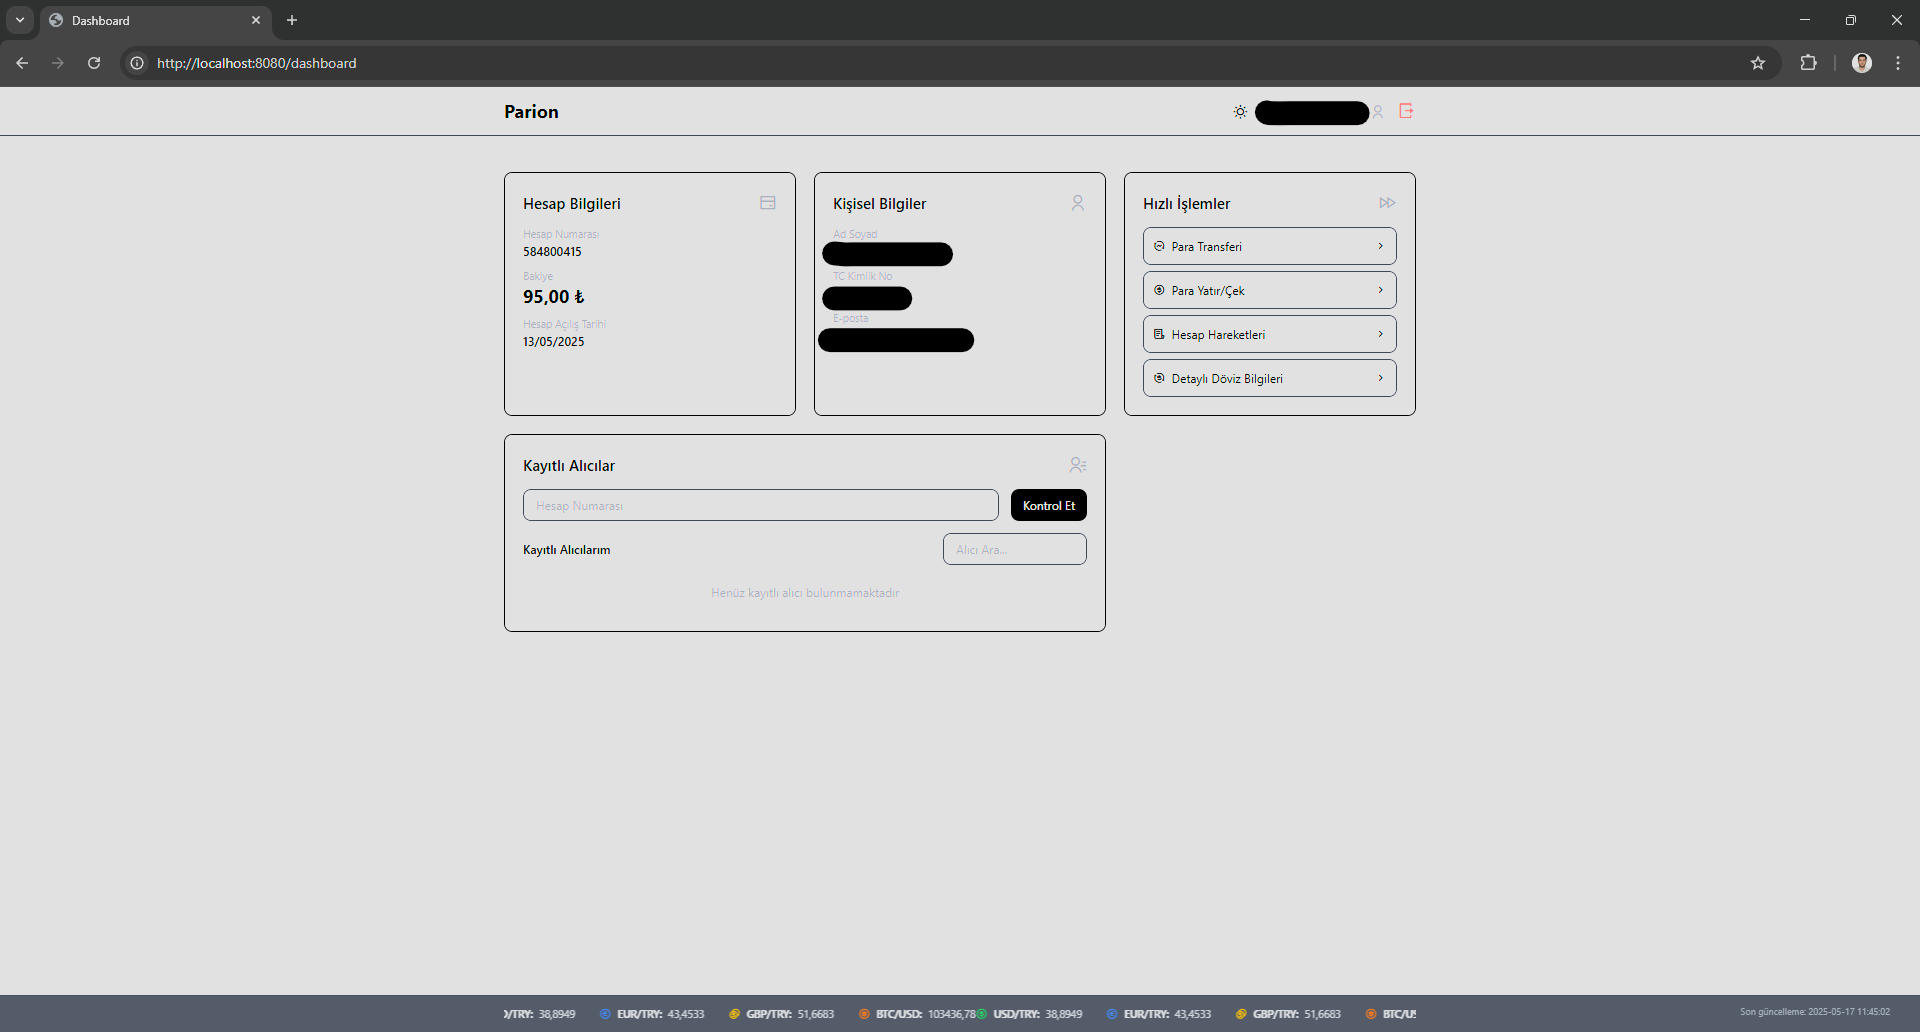 Dashboard
http://localhost:8080/dashboard
Parion
Hesap Bilgileri
Hesap Numarası
584800415
Bakiye
95,00 ₺
Hesap Açılış Tarihi
13/05/2025
Kişisel Bilgiler
Ad Soyad
TC Kimlik No
E-posta
Hızlı İşlemler
Para Transferi
Para Yatır/Çek
Hesap Hareketleri
Detaylı Döviz Bilgileri
Kayıtlı Alıcılar
Hesap Numarası
Kontrol Et
Kayıtlı Alıcılarım
Alıcı Ara...
Henüz kayıtlı alıcı bulunmamaktadır
/TRY: 38,8949 EUR/TRY: 43,4533 GBP/TRY: 51,6683 BTC/USD: 103436,78 USD/TRY: 38,8949 EUR/TRY: 43,4533 GBP/TRY: 51,6683 BTC/US
Son güncelleme: 2025-05-17 11:45:02